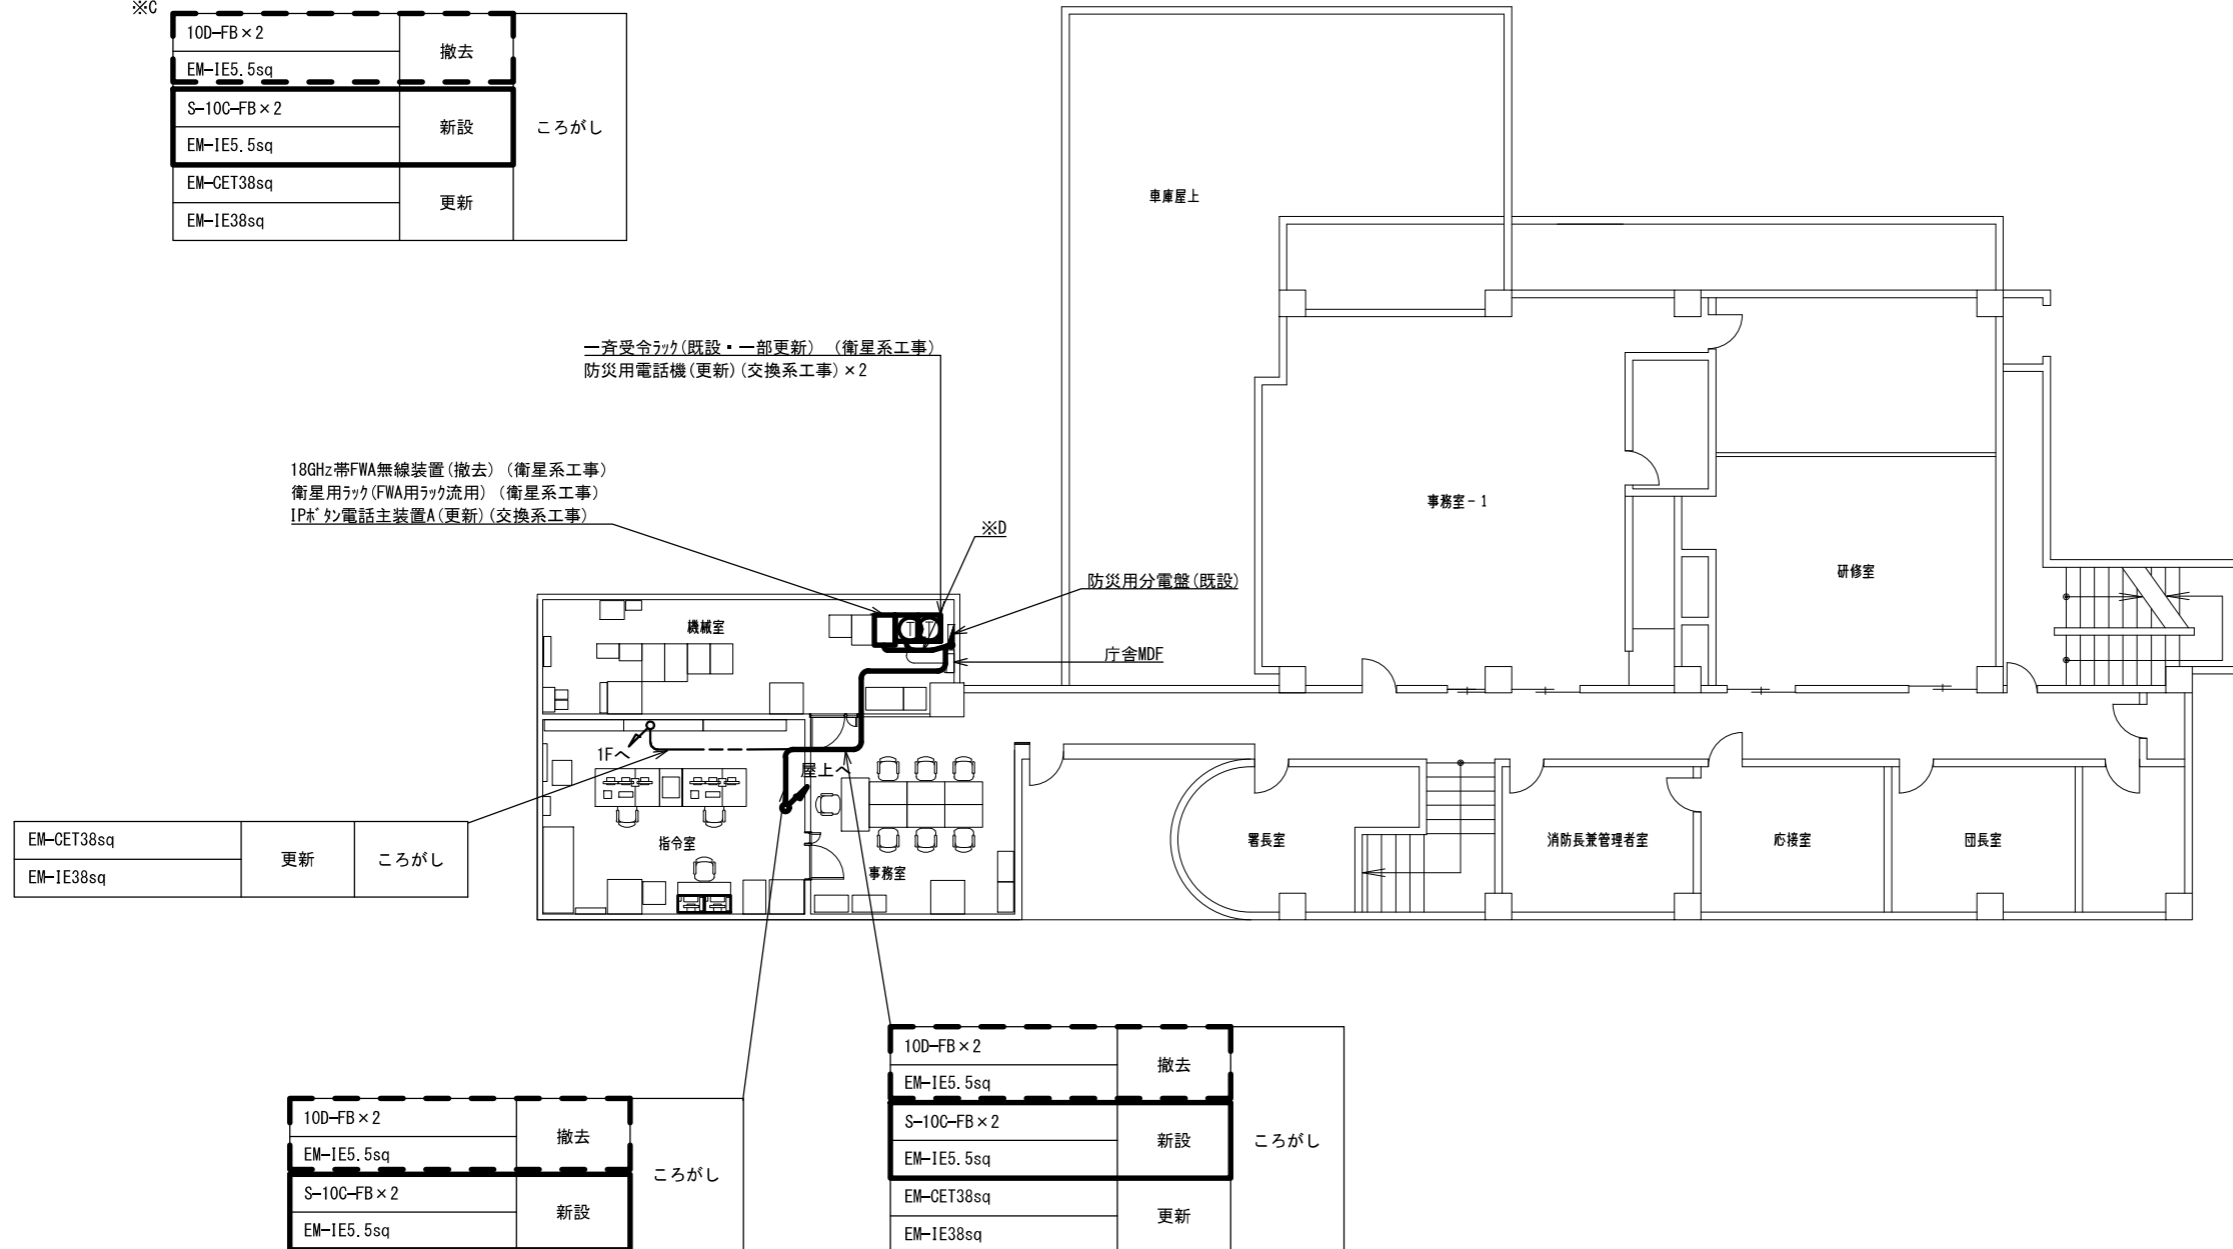 ※C
10D-FB×2
撤去
EM-IE5.5sq
S-10C-FB×2
新設
ころがし
EM-IE5.5sq
EM-CET38sq
更新
EM-IE38sq
車庫屋上
一斉受令ﾗｯｸ(既設・一部更新) (衛星系工事)
防災用電話機(更新)(交換系工事)×2
18GHz帯FWA無線装置(撤去) (衛星系工事)
衛星用ﾗｯｸ(FWA用ﾗｯｸ流用) (衛星系工事)
IPﾎﾞﾀﾝ電話主装置A(更新)(交換系工事)
事務室-1
※D
研修室
防災用分電盤(既設)
機械室
T
T
庁舎MDF
1Fへ
屋上へ
EM-CET38sq
更新
ころがし
EM-IE38sq
指令室
事務室
署長室
消防長兼管理者室
応接室
団長室
10D-FB×2
撤去
EM-IE5.5sq
S-10C-FB×2
新設
ころがし
EM-IE5.5sq
EM-CET38sq
更新
EM-IE38sq
10D-FB×2
撤去
EM-IE5.5sq
ころがし
S-10C-FB×2
新設
EM-IE5.5sq